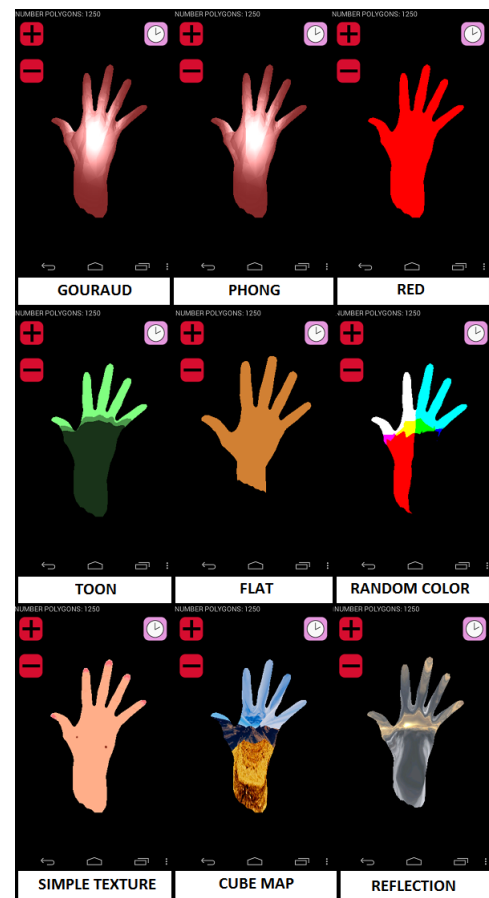 NUMBER POLYGONS: 1250 NUMBER POLYGONS: 1250 NUMBER POLYGONS: 1250
GOURAUD PHONG RED
NUMBER POLYGONS: 1250 NUMBER POLYGONS: 1250 NUMBER POLYGONS: 1250
TOON FLAT RANDOM COLOR
NUMBER POLYGONS: 1250 NUMBER POLYGONS: 1250 NUMBER POLYGONS: 1250
SIMPLE TEXTURE CUBE MAP REFLECTION